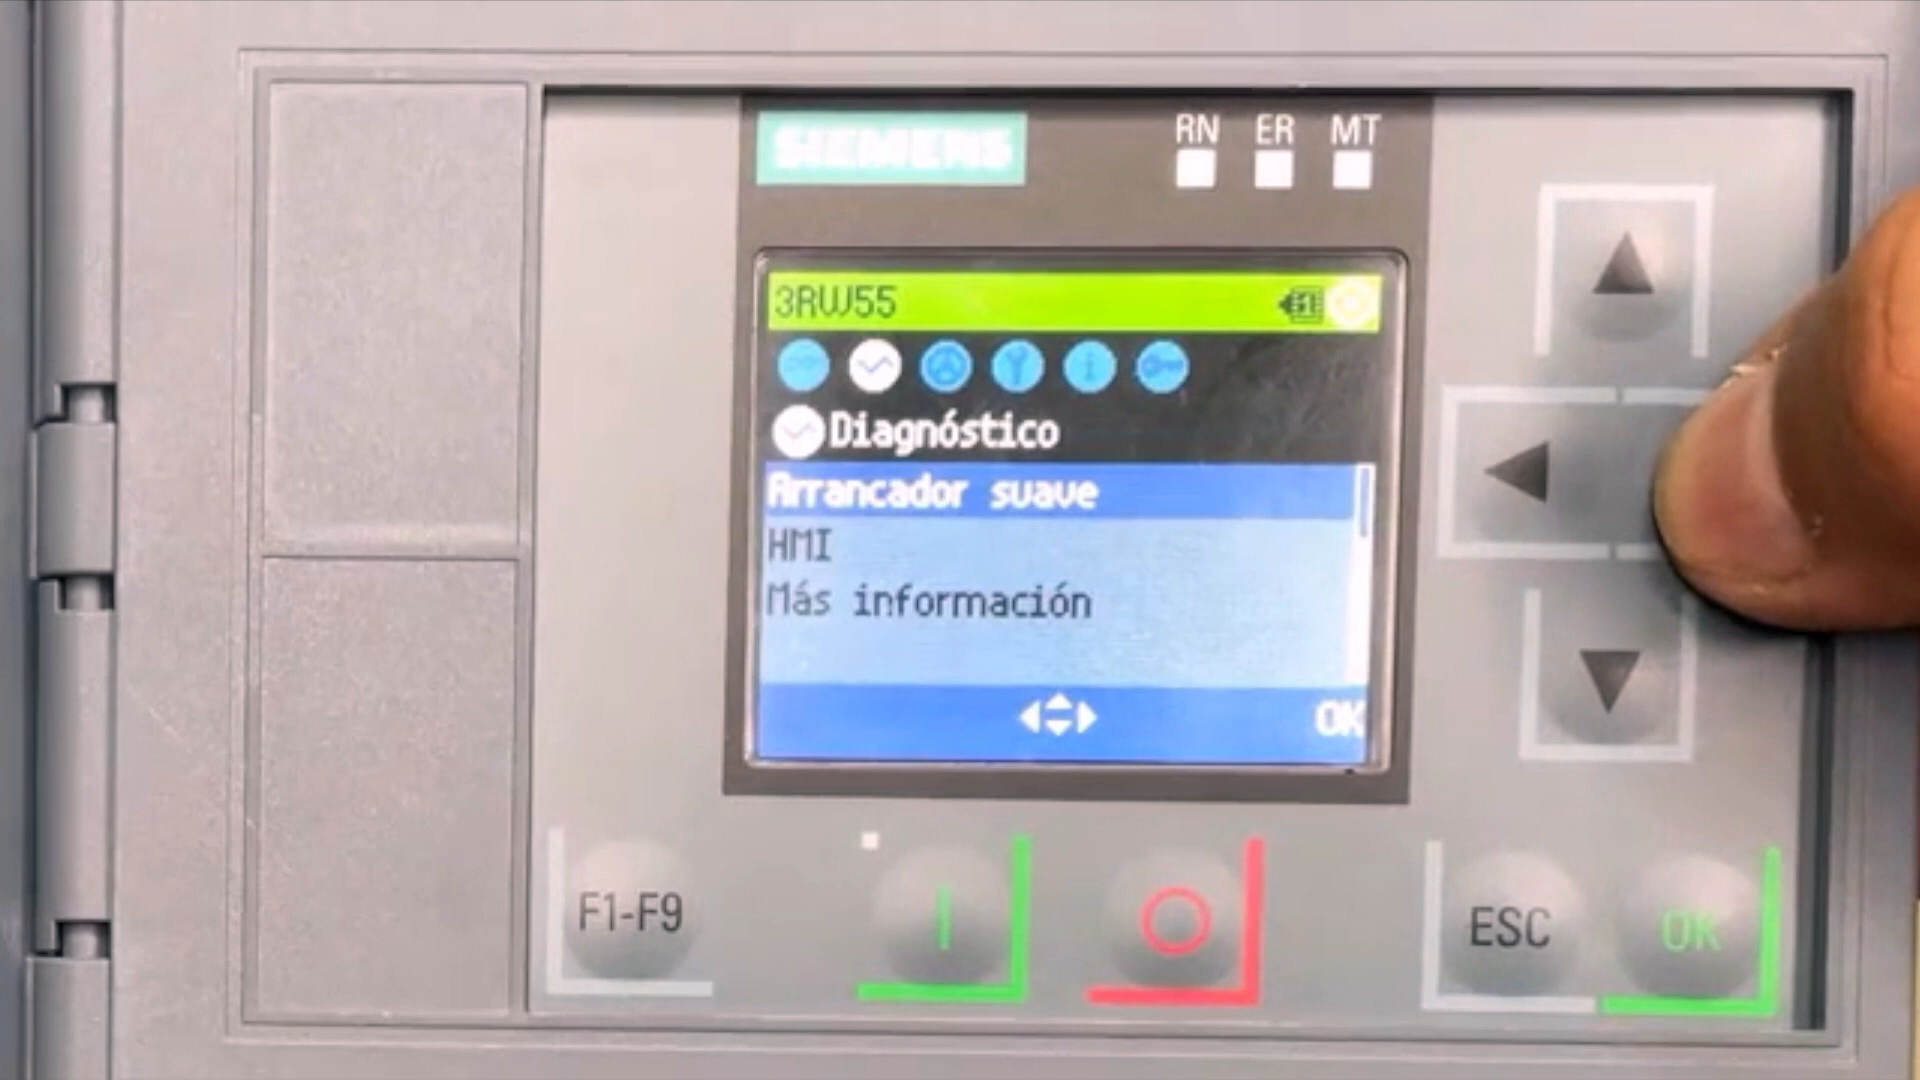 SIEMENS
RN ER MT
3RW55
Diagnóstico
Arrancador suave
HMI
Más información
OK
F1-F9
ESC
OK